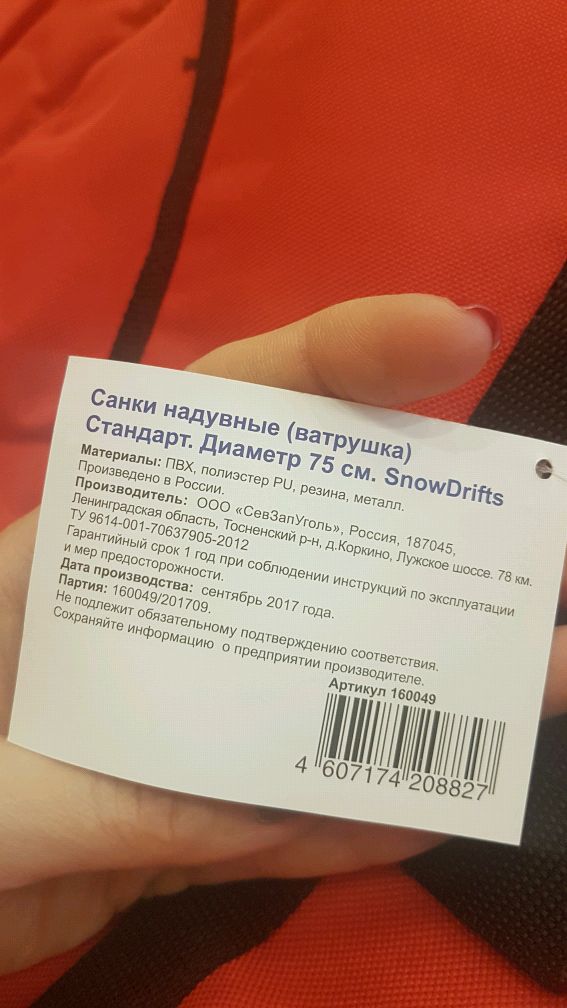 Санки надувные (ватрушка)
Стандарт. Диаметр 75 см. SnowDrifts
Материалы: ПВХ, полиэстер PU, резина, металл.
Произведено в России.
Производитель: ООО «СевЗапУголь», Россия, 187045,
Ленинградская область, Тосненский р-н, д.Коркино, Лужское шоссе. 78 км.
ТУ 9614-001-70637905-2012
Гарантийный срок 1 год при соблюдении инструкций по эксплуатации
и мер предосторожности.
Дата производства: сентябрь 2017 года.
Партия: 160049/201709.
Не подлежит обязательному подтверждению соответствия.
Сохраняйте информацию о предприятии производителе.
Артикул 160049
4 607174 208827